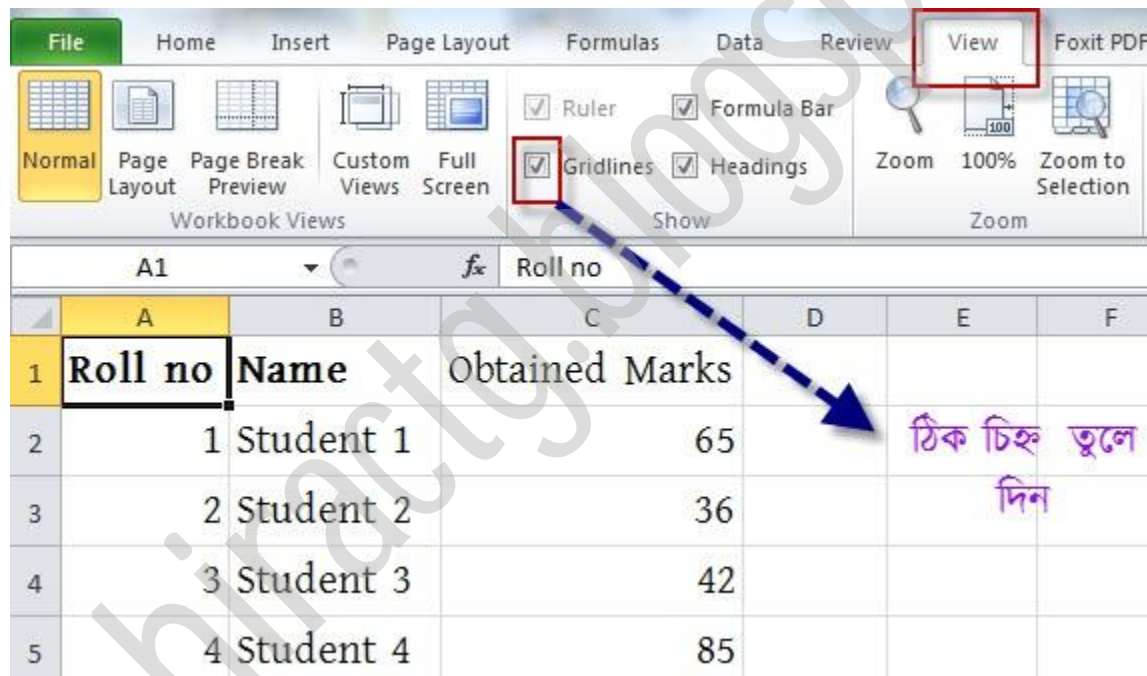 File Home Insert Page Layout Formulas Data Review View Foxit PDF
Ruler Formula Bar
Gridlines Headings
Normal Page Layout Page Break Preview Custom Views Full Screen Zoom 100% Zoom to Selection
Workbook Views Show Zoom
A1 fx Roll no
A B C D E F
1 Roll no Name Obtained Marks
2 1 Student 1 65 ঠিক চিহ্ন তুলে
3 2 Student 2 36 দিন
4 3 Student 3 42
5 4 Student 4 85